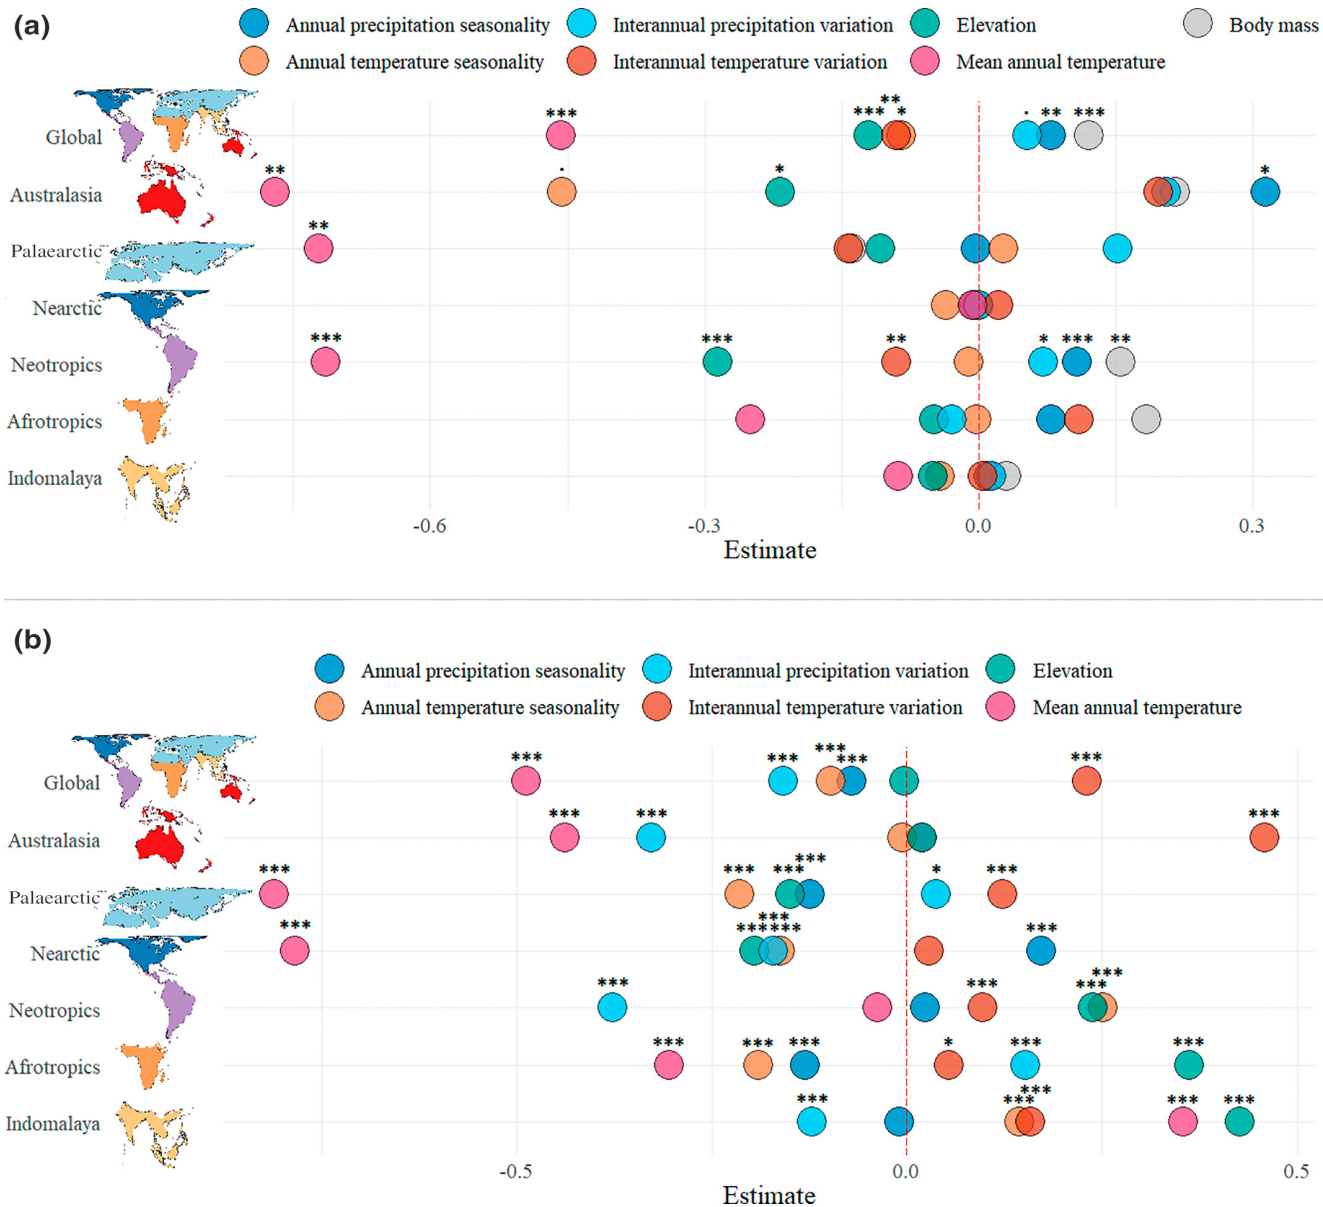 (a)
Annual precipitation seasonality Interannual precipitation variation Elevation Body mass
Annual temperature seasonality Interannual temperature variation Mean annual temperature
**
*** *** * . ** ***
Global
** . * *
Australasia
**
Palaearctic
Nearctic
*** *** ** * *** **
Neotropics
Afrotropics
Indomalaya
-0.6 -0.3 0.0 0.3
Estimate
(b)
Annual precipitation seasonality Interannual precipitation variation Elevation
Annual temperature seasonality Interannual temperature variation Mean annual temperature
***
*** *** *** ***
Global
*** *** ***
Australasia
***
*** *** *** * ***
Palaearctic
***
*** ******
Nearctic
***
*** *** ***
Neotropics
*** *** *** * *** ***
Afrotropics
***
*** *** *** ***
Indomalaya
-0.5 0.0 0.5
Estimate